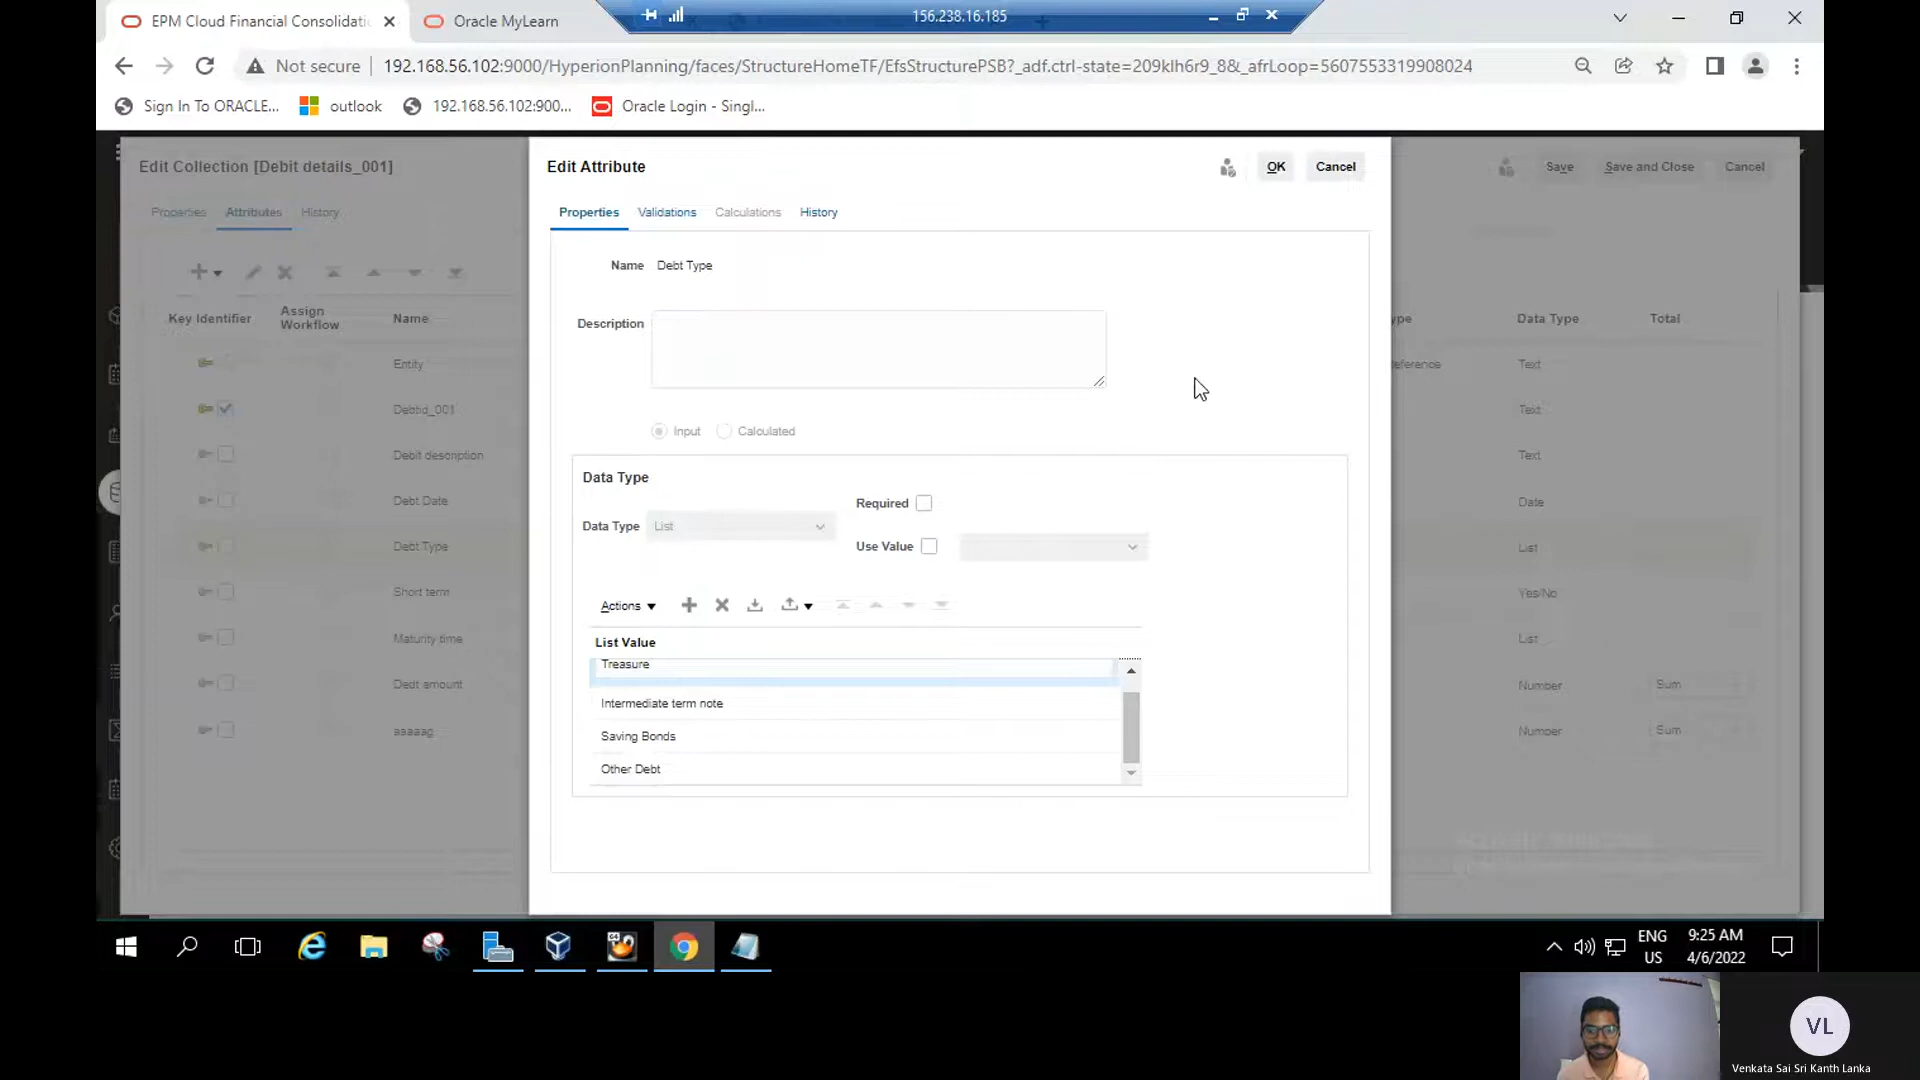 EPM Cloud Financial Consolidati
Oracle MyLearn
156.238.16.185
Not secure
192.168.56.102:9000/HyperionPlanning/faces/StructureHomeTF/EfsStructurePSB?_adf.ctrl-state=209klh6r9_8&_afrLoop=5607553319908024
Sign In To ORACLE...
outlook
192.168.56.102:900...
Oracle Login - Singl...
Edit Collection [Debit details_001]
Edit Attribute
OK
Cancel
Save
Save and Close
Cancel
Properties
Attributes
History
Properties
Validations
Calculations
History
Name Debt Type
Description
Key Identifier
Assign Workflow
Name
ype
Data Type
Total
Entity
eference
Text
Debtid_001
Text
Input
Calculated
Debit description
Text
Data Type
Debt Date
Required
Date
Data Type List
Use Value
Debt Type
List
Short term
Yes/No
Actions
Maturity time
List
List Value
Treasure
Dedt amount
Number
Sum
Intermediate term note
aaaaag
Number
Sum
Saving Bonds
Other Debt
ENG
US
9:25 AM
4/6/2022
VL
Venkata Sai Sri Kanth Lanka